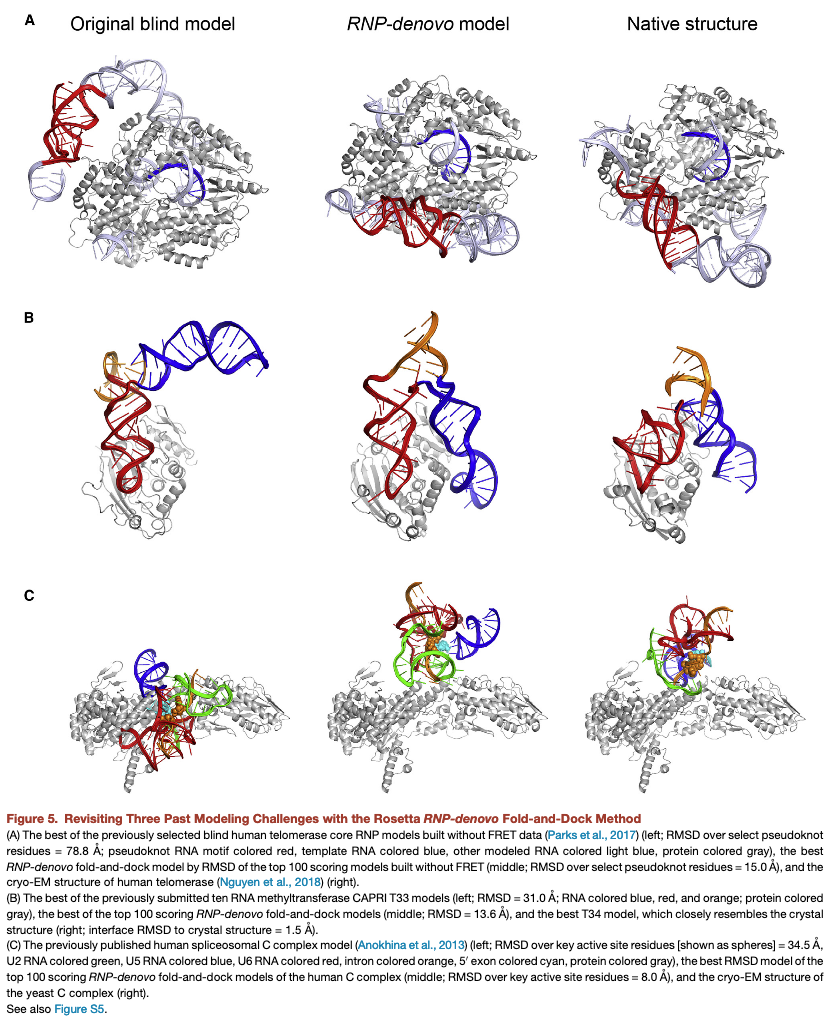 A
Original blind model
RNP-denovo model
Native structure
B
C
Figure 5. Revisiting Three Past Modeling Challenges with the Rosetta RNP-denovo Fold-and-Dock Method
(A) The best of the previously selected blind human telomerase core RNP models built without FRET data (Parks et al., 2017) (left; RMSD over select pseudoknot
residues = 78.8 Å; pseudoknot RNA motif colored red, template RNA colored blue, other modeled RNA colored light blue, protein colored gray), the best
RNP-denovo fold-and-dock model by RMSD of the top 100 scoring models built without FRET (middle; RMSD over select pseudoknot residues = 15.0 Å), and the
cryo-EM structure of human telomerase (Nguyen et al., 2018) (right).
(B) The best of the previously submitted ten RNA methyltransferase CAPRI T33 models (left; RMSD = 31.0 Å; RNA colored blue, red, and orange; protein colored
gray), the best of the top 100 scoring RNP-denovo fold-and-dock models (middle; RMSD = 13.6 Å), and the best T34 model, which closely resembles the crystal
structure (right; interface RMSD to crystal structure = 1.5 Å).
(C) The previously published human spliceosomal C complex model (Anokhina et al., 2013) (left; RMSD over key active site residues [shown as spheres] = 34.5 Å,
U2 RNA colored green, U5 RNA colored blue, U6 RNA colored red, intron colored orange, 5′ exon colored cyan, protein colored gray), the best RMSD model of the
top 100 scoring RNP-denovo fold-and-dock models of the human C complex (middle; RMSD over key active site residues = 8.0 Å), and the cryo-EM structure of
the yeast C complex (right).
See also Figure S5.